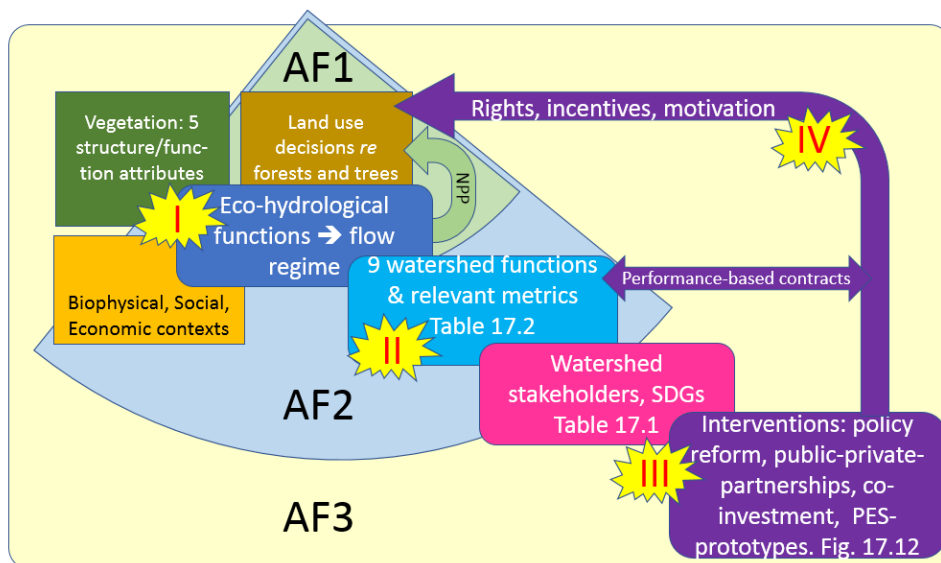 AF1
Vegetation: 5
structure/func-
tion attributes
Land use
decisions re
forests and trees
NPP
Rights, incentives, motivation
IV
I
Eco-hydrological
functions ➔ flow
regime
Biophysical, Social,
Economic contexts
9 watershed functions
& relevant metrics
Table 17.2
Performance-based contracts
II
AF2
Watershed
stakeholders, SDGs
Table 17.1
III
Interventions: policy
reform, public-private-
partnerships, co-
investment, PES-
prototypes. Fig. 17.12
AF3